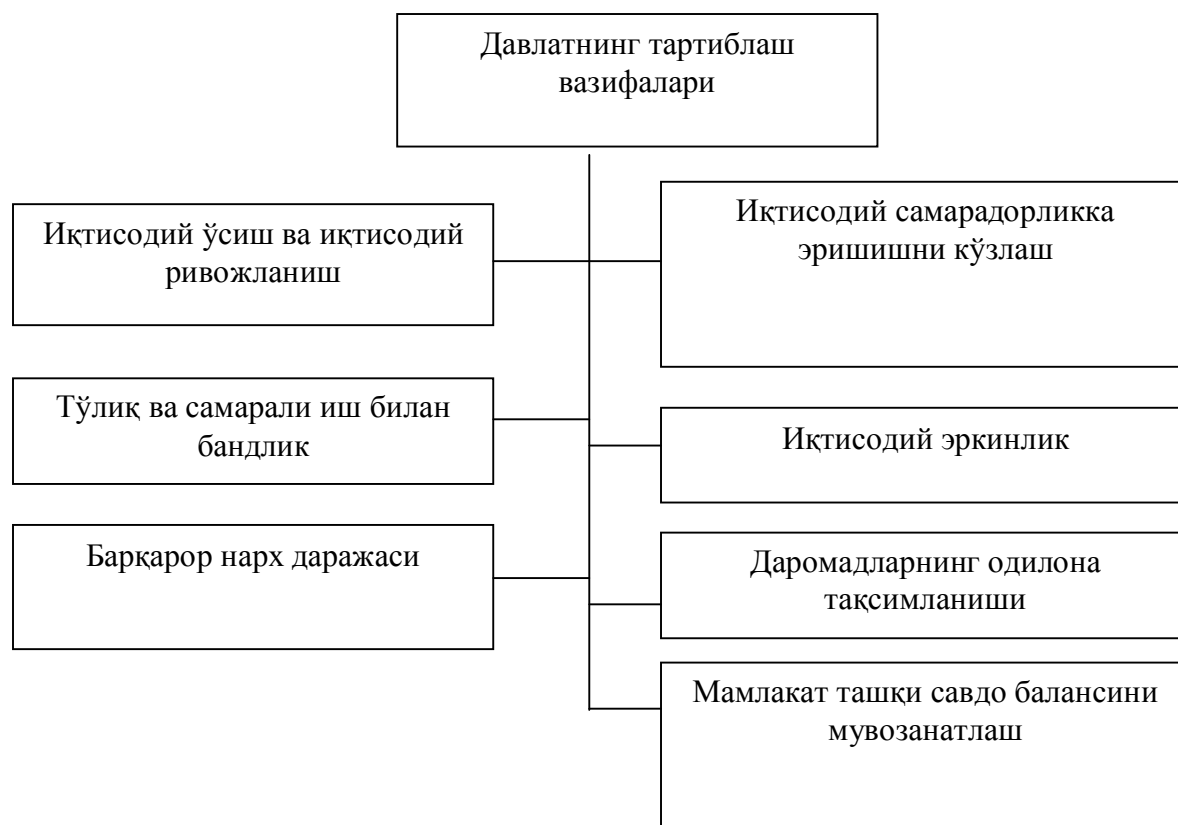 Давлатнинг тартиблаш
вазифалари
Иқтисодий ўсиш ва иқтисодий
ривожланиш
Иқтисодий самарадорликка
эришишни кўзлаш
Тўлиқ ва самарали иш билан
бандлик
Иқтисодий эркинлик
Барқарор нарх даражаси
Даромадларнинг одилона
тақсимланиши
Мамлакат ташқи савдо балансини
мувозанатлаш